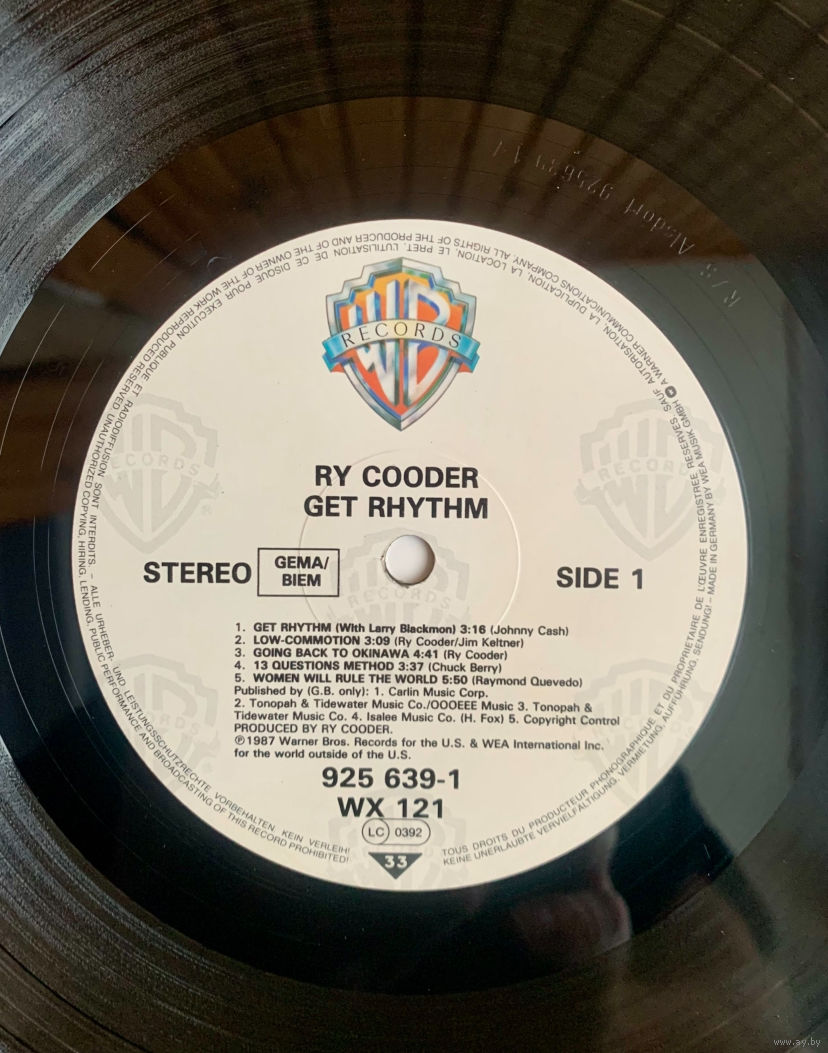 R/S Alsdorf 925639 1
ALLE URHEBER- UND LEISTUNGSSCHUTZRECHTE VORBEHALTEN. KEIN VERLEIH! KEINE UNERLAUBTE VERVIELFÄLTIGUNG, VERMIETUNG, AUFFÜHRUNG, SENDUNG! – MADE IN GERMANY BY WEA MUSIK GMBH A WARNER COMMUNICATIONS COMPANY. ALL RIGHTS OF THE PRODUCER AND OF THE OWNER OF THE WORK REPRODUCED RESERVED UNAUTHORIZED COPYING, HIRING, LENDING, PUBLIC PERFORMANCE AND BROADCASTING OF THIS RECORD PROHIBITED!
TOUS DROITS DU PRODUCTEUR PHONOGRAPHIQUE ET DU PROPRIETAIRE DE L'ŒUVRE ENREGISTREE RESERVES SAUF AUTORISATION, LA DUPLICATION, LA LOCATION, LE PRET, L'UTILISATION DE CE DISQUE POUR EXECUTION PUBLIQUE ET RADIODIFFUSION SONT INTERDITS. –
WB
RECORDS
RY COODER
GET RHYTHM
STEREO
GEMA/
BIEM
SIDE 1
1. GET RHYTHM (With Larry Blackmon) 3:16 (Johnny Cash)
2. LOW-COMMOTION 3:09 (Ry Cooder/Jim Keltner)
3. GOING BACK TO OKINAWA 4:41 (Ry Cooder)
4. 13 QUESTIONS METHOD 3:37 (Chuck Berry)
5. WOMEN WILL RULE THE WORLD 5:50 (Raymond Quevedo)
Published by (G.B. only): 1. Carlin Music Corp.
2. Tonopah & Tidewater Music Co./OOOEEE Music 3. Tonopah &
Tidewater Music Co. 4. Isalee Music Co. (H. Fox) 5. Copyright Control
PRODUCED BY RY COODER.
℗1987 Warner Bros. Records for the U.S. & WEA International Inc.
for the world outside of the U.S.
925 639-1
WX 121
LC 0392
33
www.ay.by